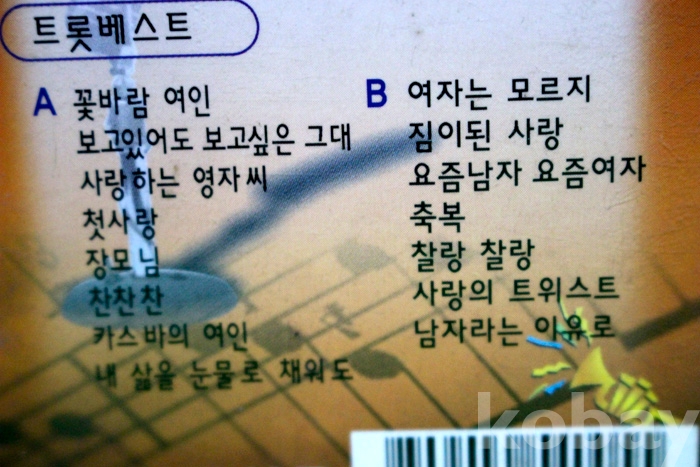 트롯베스트
A 꽃바람 여인
보고있어도 보고싶은 그대
사랑하는 영자씨
첫사랑
장모님
찬찬찬
카스바의 여인
내 삶을 눈물로 채워도
B 여자는 모르지
짐이된 사랑
요즘남자 요즘여자
축복
찰랑 찰랑
사랑의 트위스트
남자라는 이유로
kobay